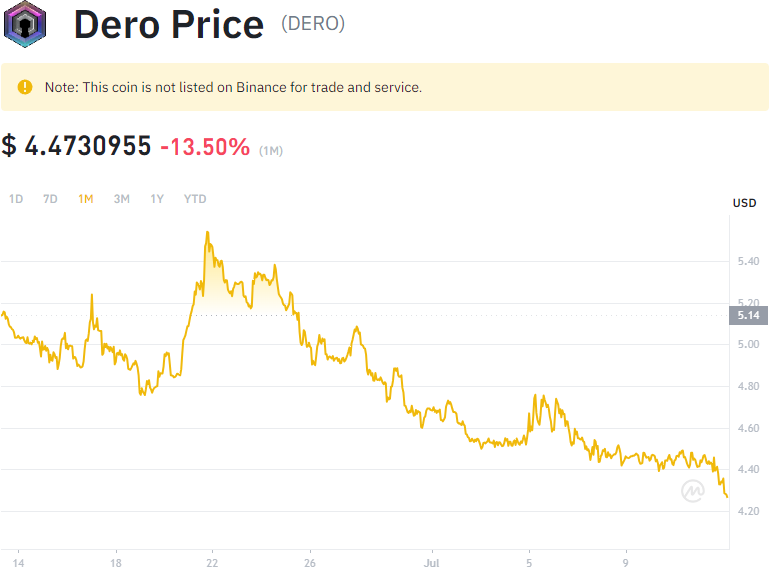 Dero Price (DERO)
Note: This coin is not listed on Binance for trade and service.
$ 4.4730955 -13.50% (1M)
1D 7D 1M 3M 1Y YTD
USD
5.40
5.20
5.14
5.00
4.80
4.60
4.40
4.20
14 18 22 26 Jul 5 9